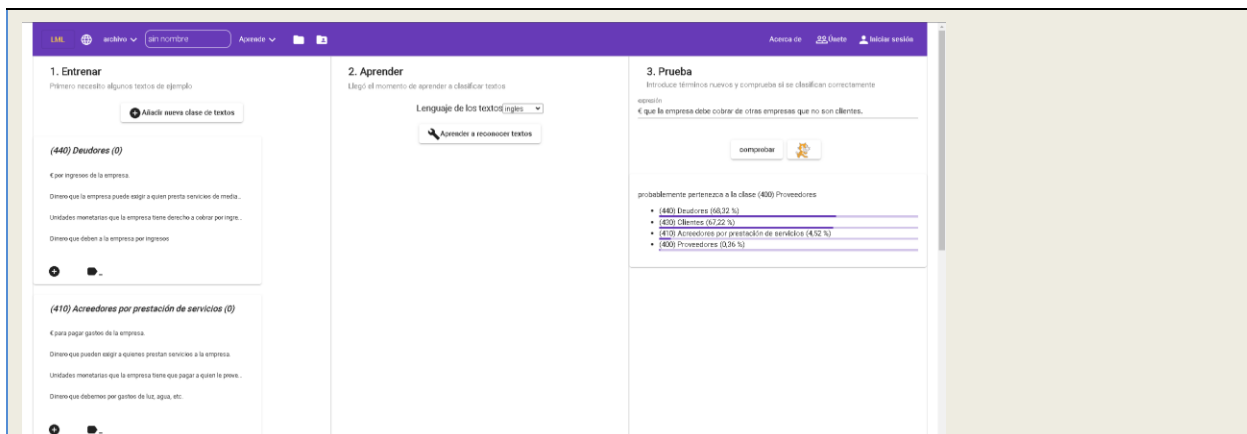 LML archivo sin nombre Aprende Acerca de Únete Iniciar sesión
1. Entrenar
Primero necesito algunos textos de ejemplo
Añadir nueva clase de textos
(440) Deudores (0)
€ por ingresos de la empresa.
Dinero que la empresa puede exigir a quien presta servicios de media..
Unidades monetarias que la empresa tiene derecho a cobrar por ingre..
Dinero que deben a la empresa por ingresos
(410) Acreedores por prestación de servicios (0)
€ para pagar gastos de la empresa.
Dinero que pueden exigir a quienes prestan servicios a la empresa
Unidades monetarias que la empresa tiene que pagar a quien le prove..
Dinero que debemos por gastos de luz, agua, etc.
2. Aprender
Llegó el momento de aprender a clasificar textos
Lenguaje de los textos ingles
Aprender a reconocer textos
3. Prueba
Introduce términos nuevos y comprueba si se clasifican correctamente
expresión
€ que la empresa debe cobrar de otras empresas que no son clientes.
comprobar
probablemente pertenezca a la clase (400) Proveedores
(440) Deudores (68,32 %)
(430) Clientes (67,22 %)
(410) Acreedores por prestación de servicios (4,52 %)
(400) Proveedores (0,36 %)